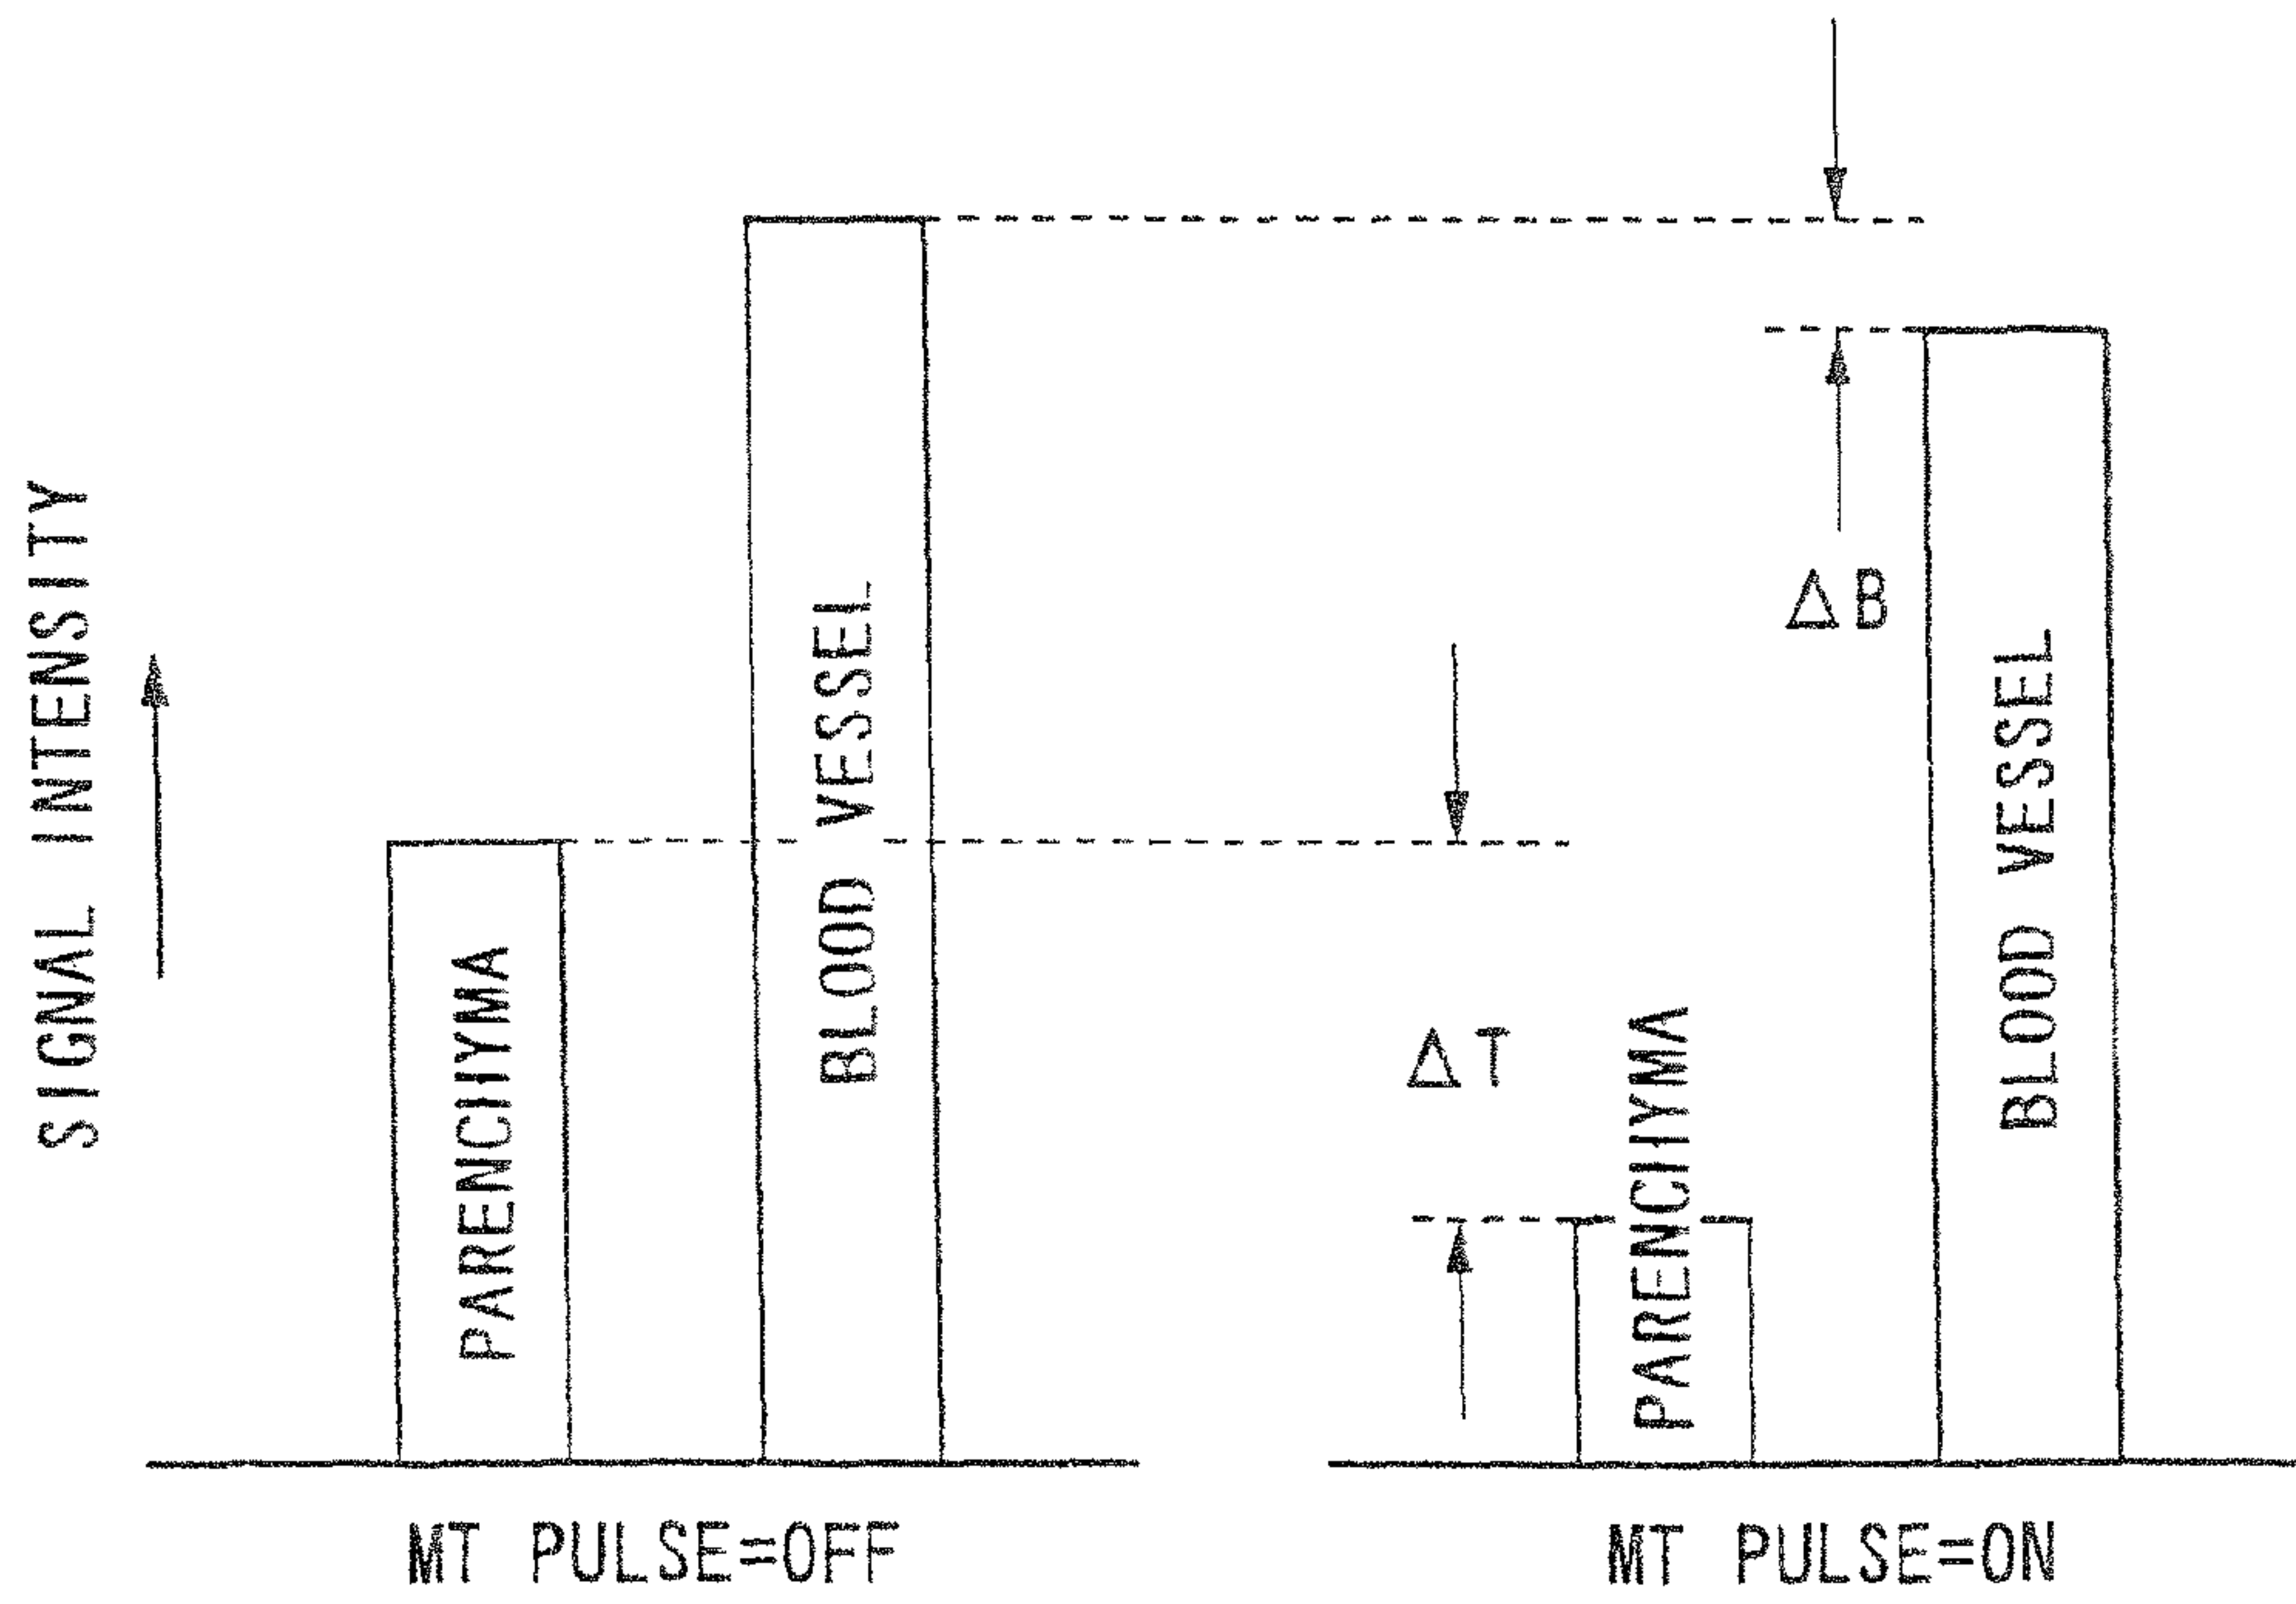 SIGNAL INTENSITY
PARENCHYMA
BLOOD VESSEL
MT PULSE=OFF
ΔT
PARENCHYMA
ΔB
BLOOD VESSEL
MT PULSE=ON